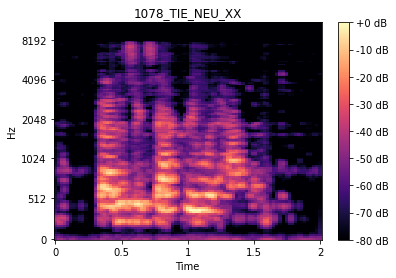 1078_TIE_NEU_XX
8192
4096
2048
1024
512
0
Hz
0
0.5
1
1.5
2
Time
+0 dB
-10 dB
-20 dB
-30 dB
-40 dB
-50 dB
-60 dB
-70 dB
-80 dB